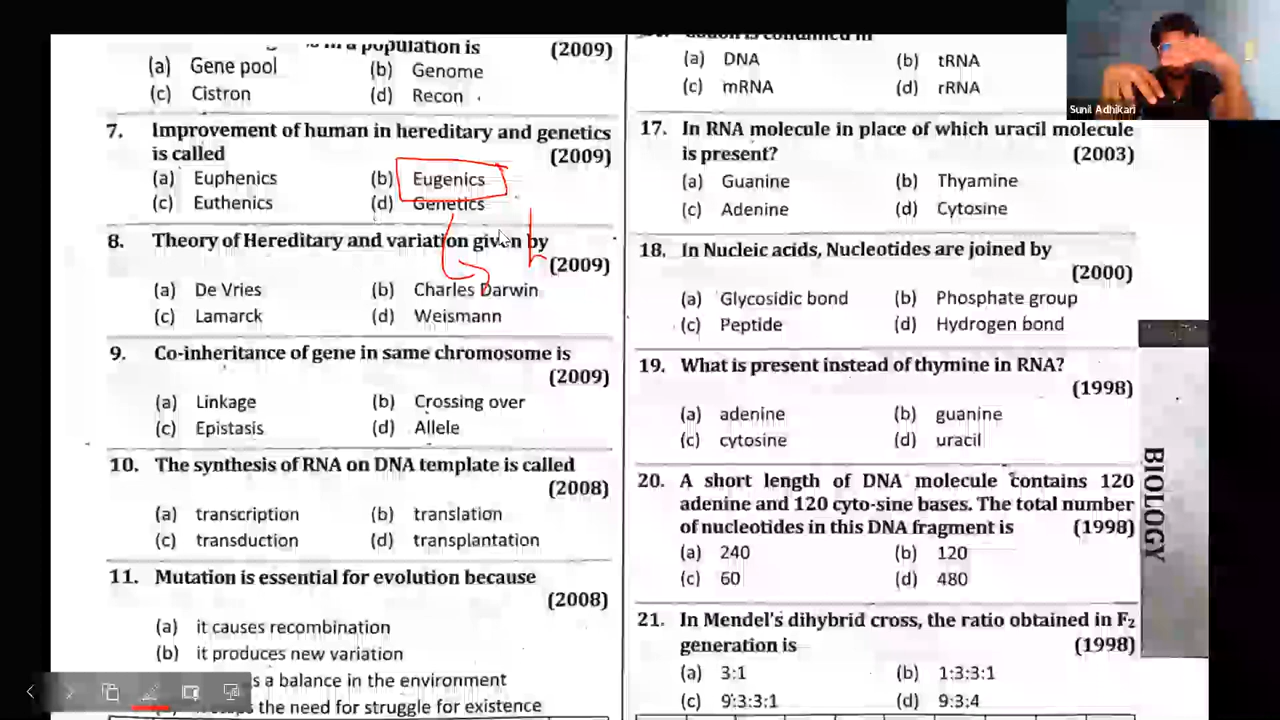 in a population is
(2009)
(a) Gene pool (b) Genome
(c) Cistron (d) Recon
7. Improvement of human in hereditary and genetics
is called (2009)
(a) Euphenics (b) Eugenics
(c) Euthenics (d) Genetics
8. Theory of Hereditary and variation given by
(2009)
(a) De Vries (b) Charles Darwin
(c) Lamarck (d) Weismann
9. Co-inheritance of gene in same chromosome is
(2009)
(a) Linkage (b) Crossing over
(c) Epistasis (d) Allele
10. The synthesis of RNA on DNA template is called
(2008)
(a) transcription (b) translation
(c) transduction (d) transplantation
11. Mutation is essential for evolution because
(2008)
(a) it causes recombination
(b) it produces new variation
a balance in the environment
the need for struggle for existence
is contained in
(a) DNA (b) tRNA
(c) mRNA (d) rRNA
17. In RNA molecule in place of which uracil molecule
is present? (2003)
(a) Guanine (b) Thyamine
(c) Adenine (d) Cytosine
18. In Nucleic acids, Nucleotides are joined by
(2000)
(a) Glycosidic bond (b) Phosphate group
(c) Peptide (d) Hydrogen bond
19. What is present instead of thymine in RNA?
(1998)
(a) adenine (b) guanine
(c) cytosine (d) uracil
20. A short length of DNA molecule contains 120
adenine and 120 cyto-sine bases. The total number
of nucleotides in this DNA fragment is (1998)
(a) 240 (b) 120
(c) 60 (d) 480
21. In Mendel's dihybrid cross, the ratio obtained in F₂
generation is (1998)
(a) 3:1 (b) 1:3:3:1
(c) 9:3:3:1 (d) 9:3:4
BIOLOGY
Sunil Adhikari